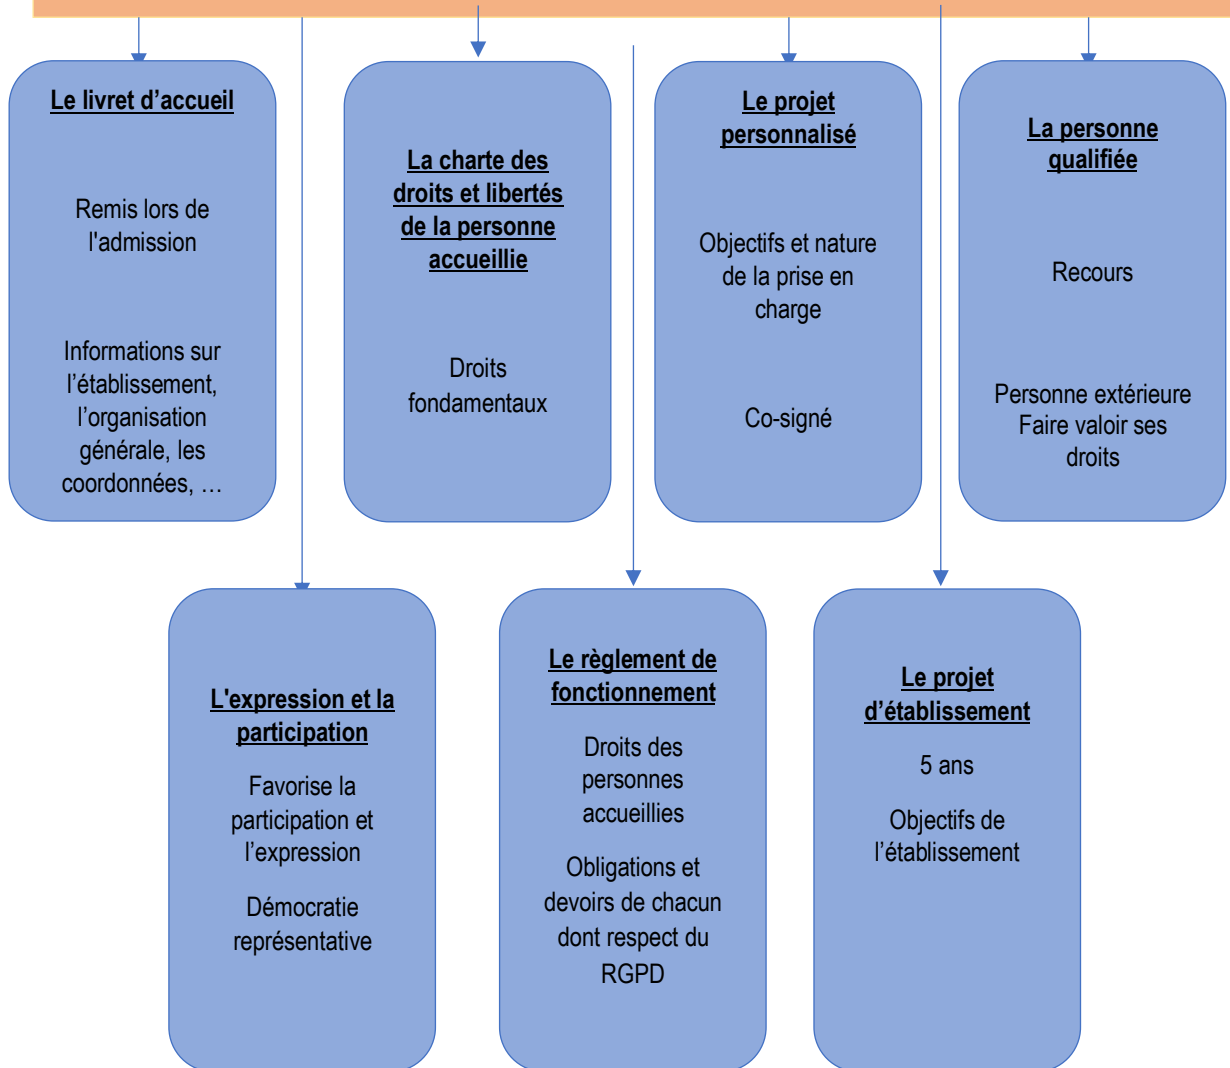 Le livret d’accueil
Remis lors de
l'admission
Informations sur
l’établissement,
l’organisation
générale, les
coordonnées, …
La charte des
droits et libertés
de la personne
accueillie
Droits
fondamentaux
Le projet
personnalisé
Objectifs et nature
de la prise en
charge
Co-signé
La personne
qualifiée
Recours
Personne extérieure
Faire valoir ses
droits
L'expression et la
participation
Favorise la
participation et
l’expression
Démocratie
représentative
Le règlement de
fonctionnement
Droits des
personnes
accueillies
Obligations et
devoirs de chacun
dont respect du
RGPD
Le projet
d’établissement
5 ans
Objectifs de
l’établissement